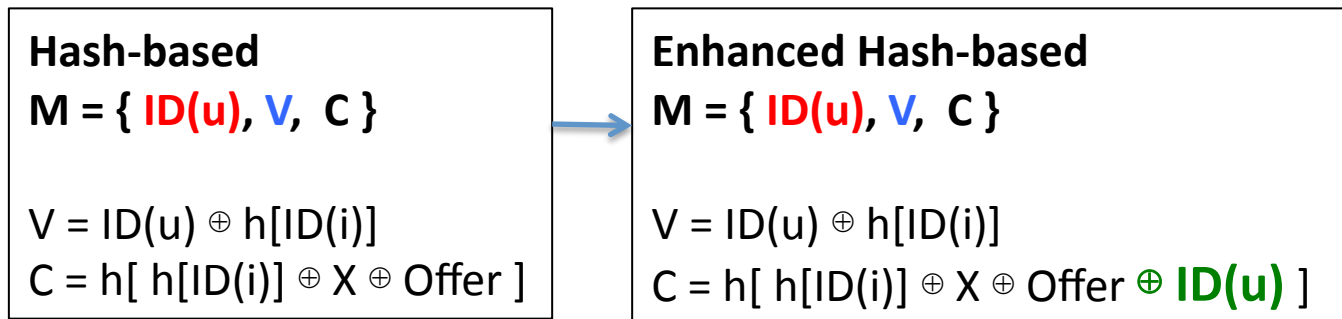 Hash-based
M = { ID(u), V, C }
V = ID(u) ⊕ h[ID(i)]
C = h[ h[ID(i)] ⊕ X ⊕ Offer ]
Enhanced Hash-based
M = { ID(u), V, C }
V = ID(u) ⊕ h[ID(i)]
C = h[ h[ID(i)] ⊕ X ⊕ Offer ⊕ ID(u) ]